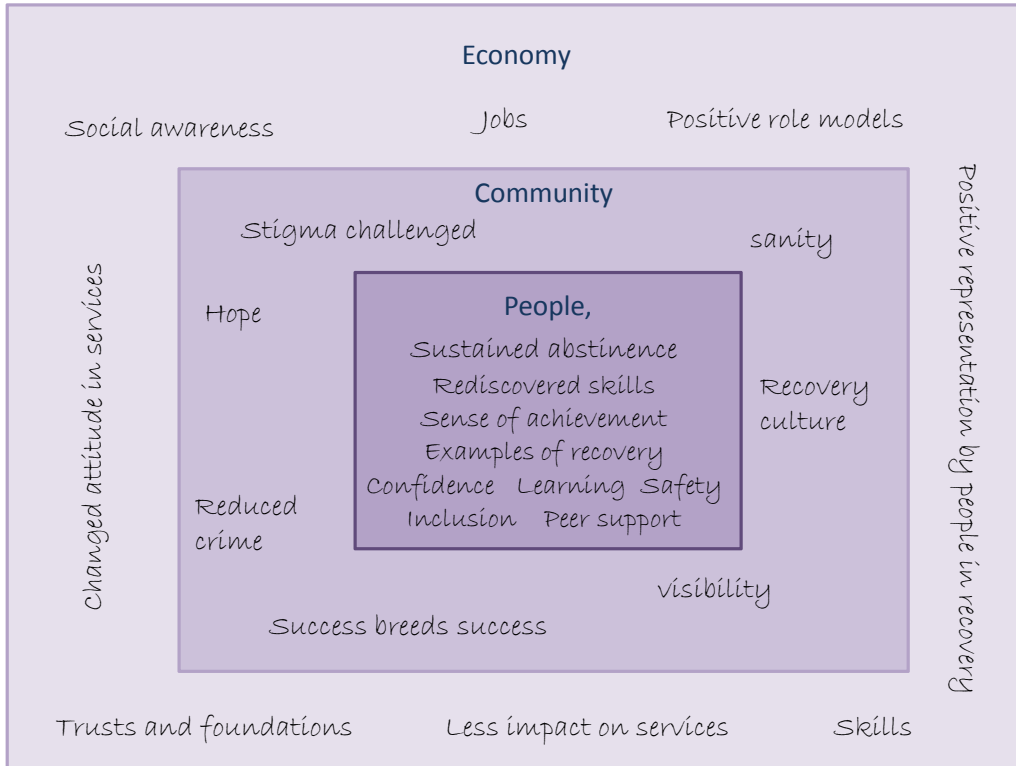 Economy
Social awareness
Jobs
Positive role models
Community
Stigma challenged
sanity
Changed attitude in services
Hope
People,
Sustained abstinence
Rediscovered skills
Sense of achievement
Examples of recovery
Confidence Learning Safety
Inclusion Peer support
Recovery
culture
Positive representation by people in recovery
Reduced
crime
visibility
Success breeds success
Trusts and foundations
Less impact on services
Skills